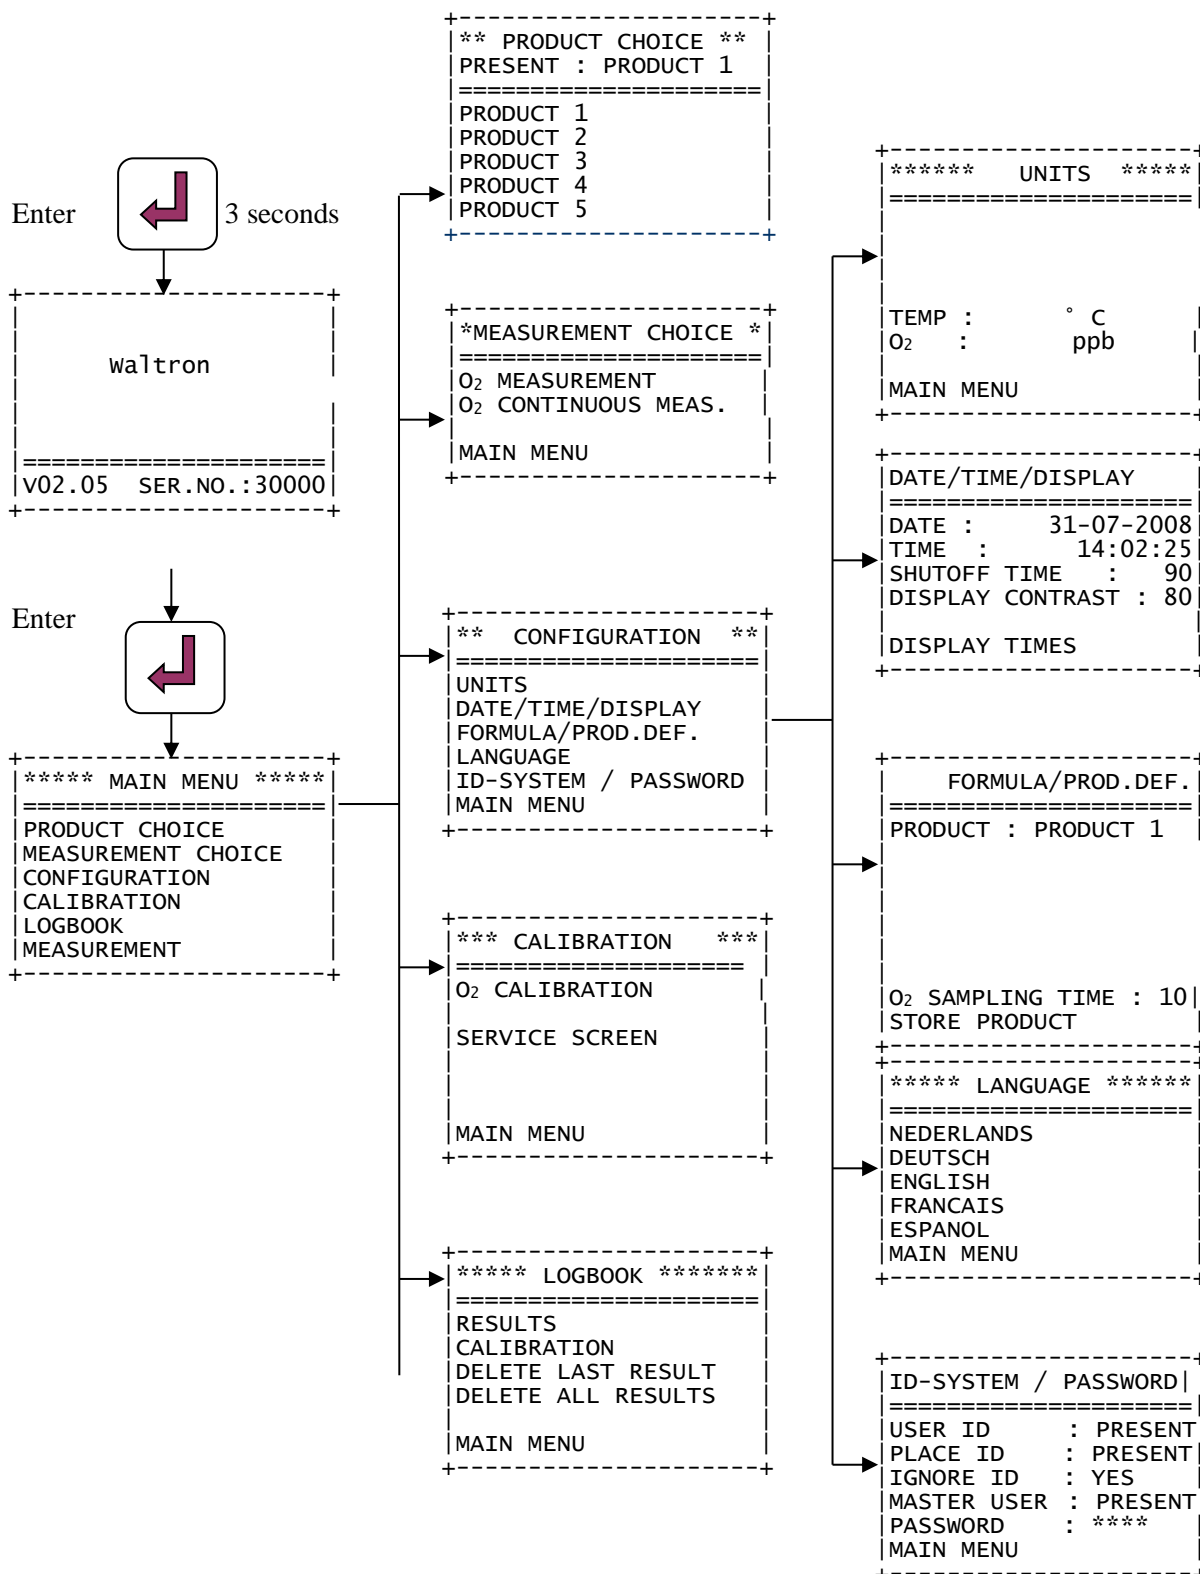 Enter
3 seconds
Waltron
V02.05 SER.NO.:30000
Enter
***** MAIN MENU *****
=====================
PRODUCT CHOICE
MEASUREMENT CHOICE
CONFIGURATION
CALIBRATION
LOGBOOK
MEASUREMENT
** PRODUCT CHOICE **
PRESENT : PRODUCT 1
=====================
PRODUCT 1
PRODUCT 2
PRODUCT 3
PRODUCT 4
PRODUCT 5
*MEASUREMENT CHOICE *
=====================
O2 MEASUREMENT
O2 CONTINUOUS MEAS.
MAIN MENU
** CONFIGURATION **
=====================
UNITS
DATE/TIME/DISPLAY
FORMULA/PROD.DEF.
LANGUAGE
ID-SYSTEM / PASSWORD
MAIN MENU
*** CALIBRATION ***
====================
O2 CALIBRATION
SERVICE SCREEN
MAIN MENU
***** LOGBOOK *******
=====================
RESULTS
CALIBRATION
DELETE LAST RESULT
DELETE ALL RESULTS
MAIN MENU
****** UNITS *****
=====================
TEMP : ° C
O2 : ppb
MAIN MENU
DATE/TIME/DISPLAY
=====================
DATE : 31-07-2008
TIME : 14:02:25
SHUTOFF TIME : 90
DISPLAY CONTRAST : 80
DISPLAY TIMES
FORMULA/PROD.DEF.
=====================
PRODUCT : PRODUCT 1
O2 SAMPLING TIME : 10
STORE PRODUCT
***** LANGUAGE ******
=====================
NEDERLANDS
DEUTSCH
ENGLISH
FRANCAIS
ESPANOL
MAIN MENU
ID-SYSTEM / PASSWORD
=====================
USER ID : PRESENT
PLACE ID : PRESENT
IGNORE ID : YES
MASTER USER : PRESENT
PASSWORD : ****
MAIN MENU